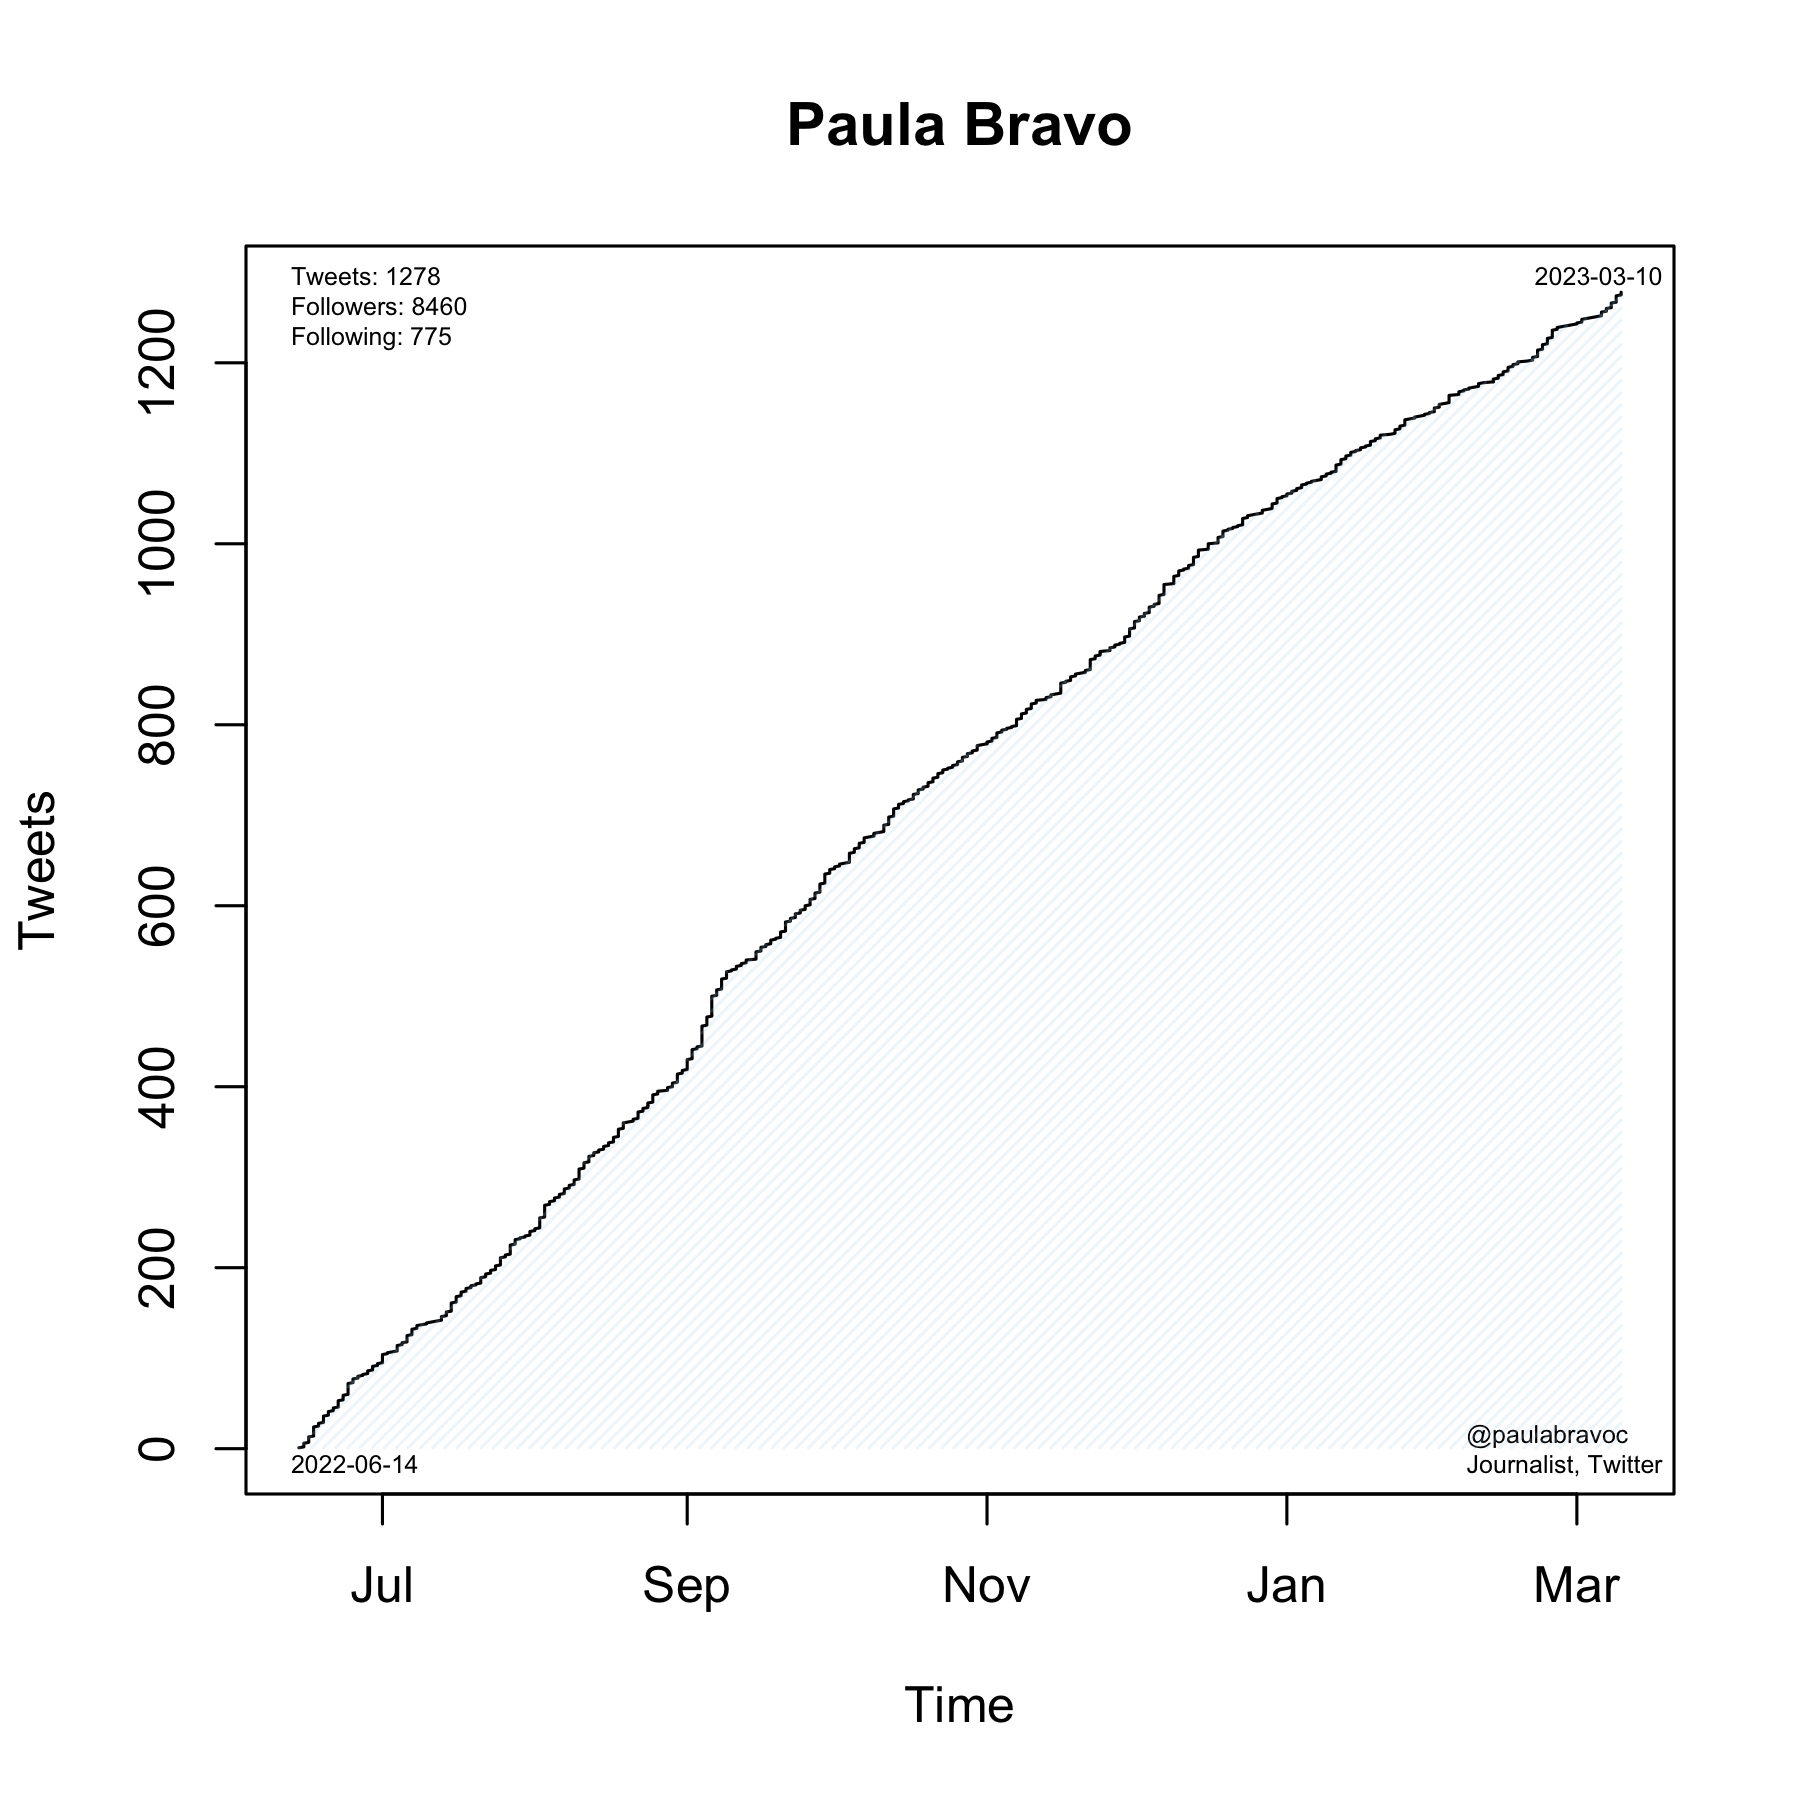 Paula Bravo
Tweets: 1278
Followers: 8460
Following: 775
2023-03-10
Tweets
1200
1000
800
600
400
200
0
2022-06-14
@paulabravoc
Journalist, Twitter
Jul
Sep
Nov
Jan
Mar
Time